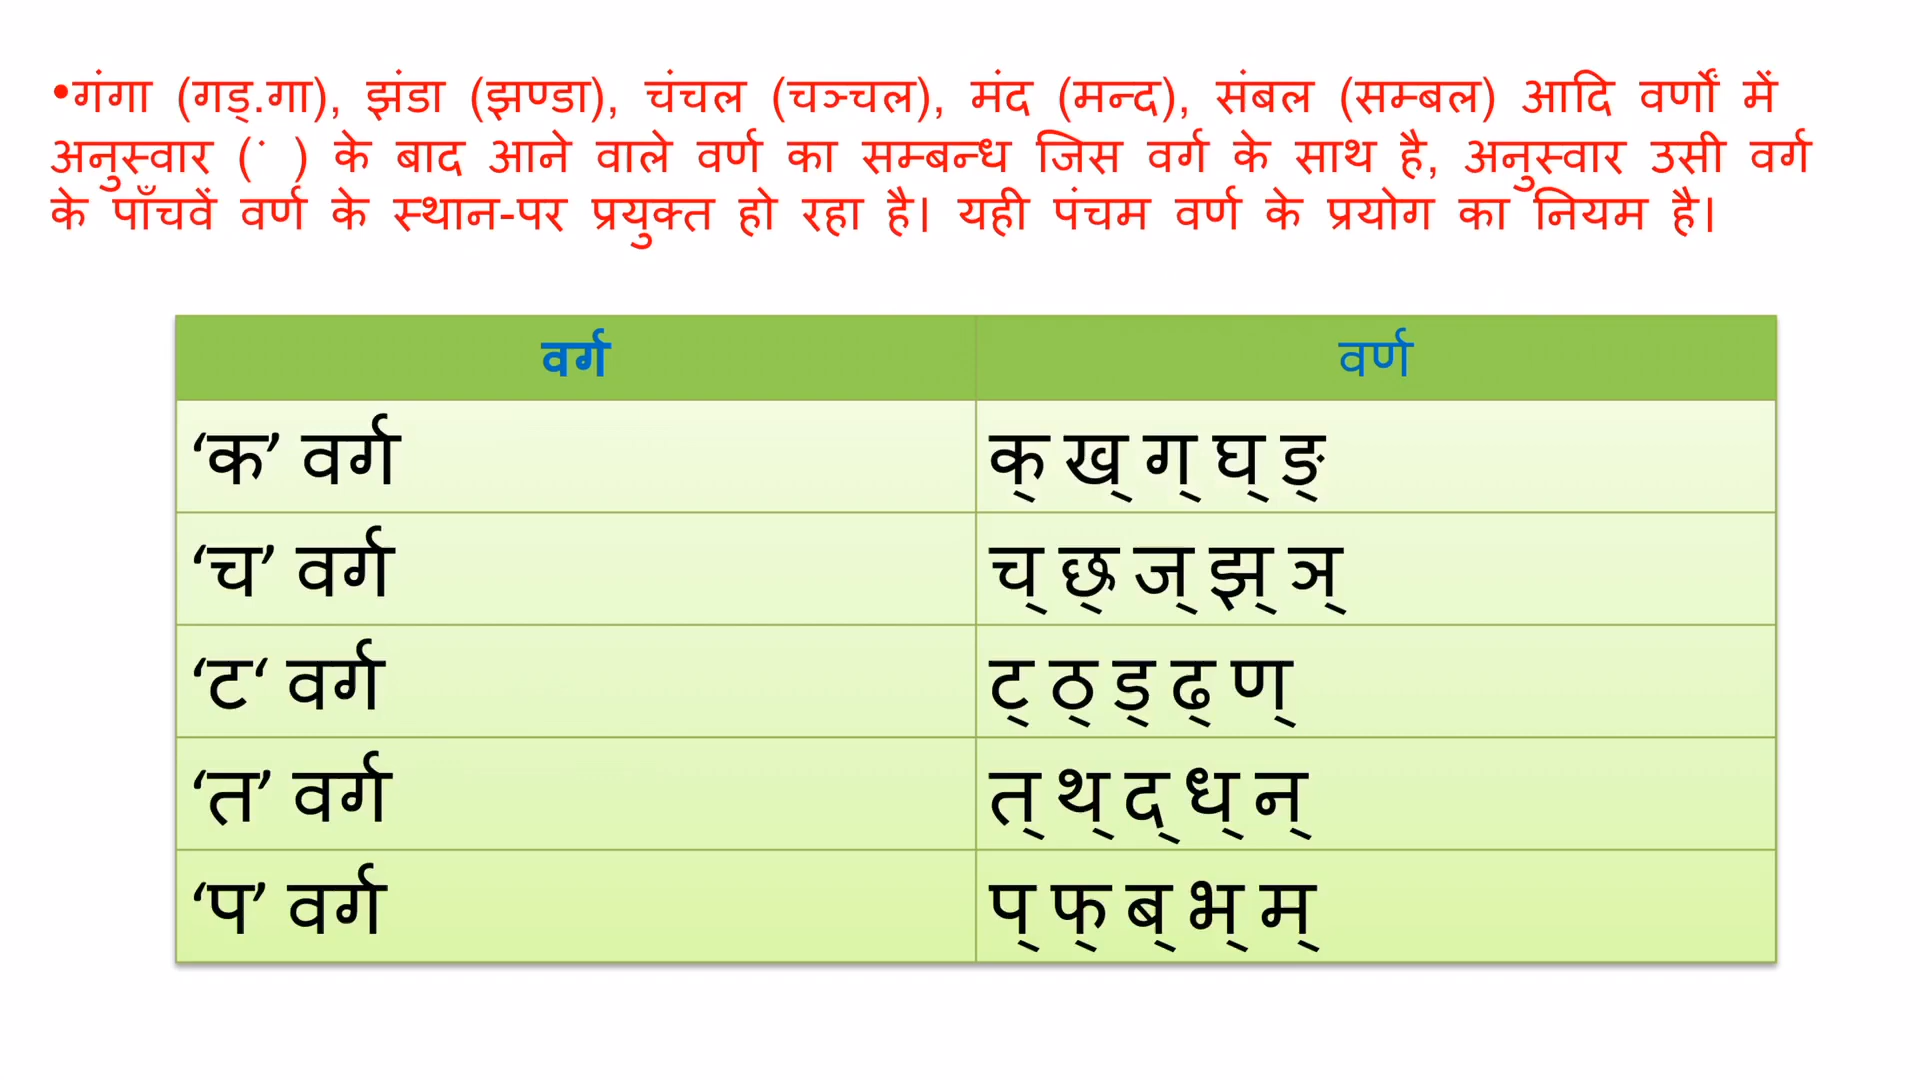 •गंगा (गड्.गा), झंडा (झण्डा), चंचल (चञ्चल), मंद (मन्द), संबल (सम्बल) आदि वर्णों में
अनुस्वार (˙ ) के बाद आने वाले वर्ण का सम्बन्ध जिस वर्ग के साथ है, अनुस्वार उसी वर्ग
के पाँचवें वर्ण के स्थान-पर प्रयुक्त हो रहा है। यही पंचम वर्ण के प्रयोग का नियम है।
वर्ग वर्ण
‘क’ वर्ग क् ख् ग् घ् ङ्
‘च’ वर्ग च् छ् ज् झ् ञ्
‘ट‘ वर्ग ट् ठ् ड् ढ् ण्
‘त’ वर्ग त् थ् द् ध् न्
‘प’ वर्ग प् फ् ब् भ् म्